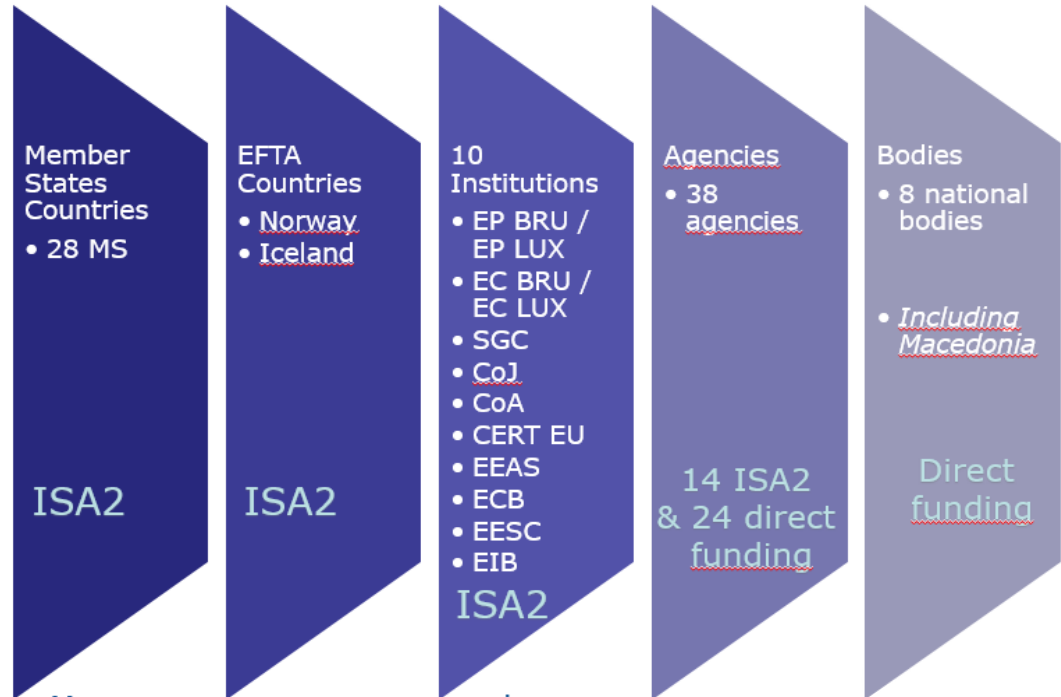 Member
States
Countries
• 28 MS
ISA2
EFTA
Countries
• Norway
• Iceland
ISA2
10
Institutions
• EP BRU /
EP LUX
• EC BRU /
EC LUX
• SGC
• CoJ
• CoA
• CERT EU
• EEAS
• ECB
• EESC
• EIB
ISA2
Agencies
• 38
agencies
14 ISA2
& 24 direct
funding
Bodies
• 8 national
bodies
• Including
Macedonia
Direct
funding